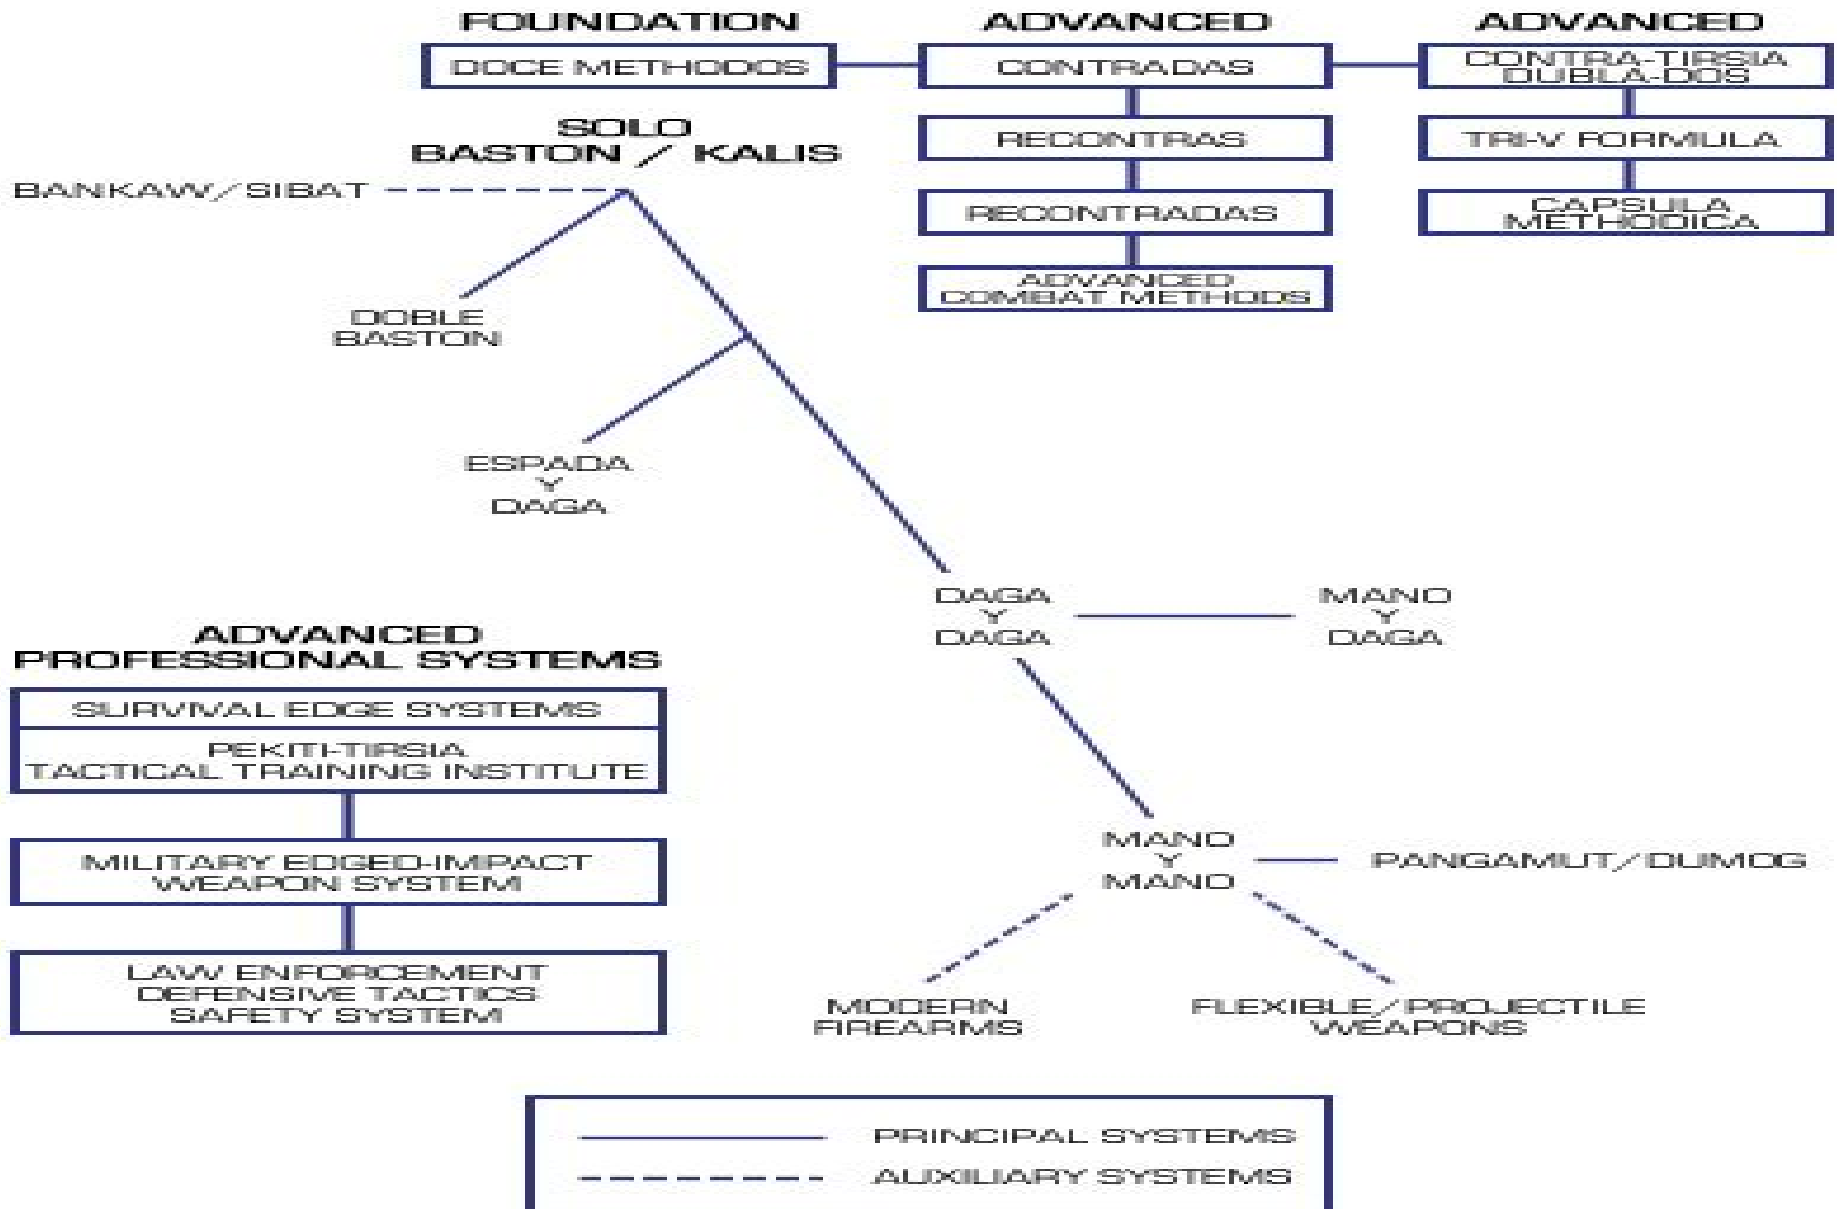 FOUNDATION
ADVANCED
ADVANCED
DOCE METHODOS
CONTRADAS
CONTRA-TIRSIA
DUBLA-DOS
RECONTRAS
TRI-V FORMULA
RECONTRADAS
CAPSULA
METHODICA
ADVANCED
COMBAT METHODS
SOLO
BASTON / KALIS
BANKAW/SIBAT
DOBLE
BASTON
ESPADA
Y
DAGA
DAGA
Y
DAGA
MANO
Y
DAGA
ADVANCED
PROFESSIONAL SYSTEMS
SURVIVAL EDGE SYSTEMS
PEKITI-TIRSIA
TACTICAL TRAINING INSTITUTE
MILITARY EDGED-IMPACT
WEAPON SYSTEM
LAW ENFORCEMENT
DEFENSIVE TACTICS
SAFETY SYSTEM
MANO
Y
MANO
PANGAMUT/DUMOG
MODERN
FIREARMS
FLEXIBLE/PROJECTILE
WEAPONS
PRINCIPAL SYSTEMS
AUXILIARY SYSTEMS